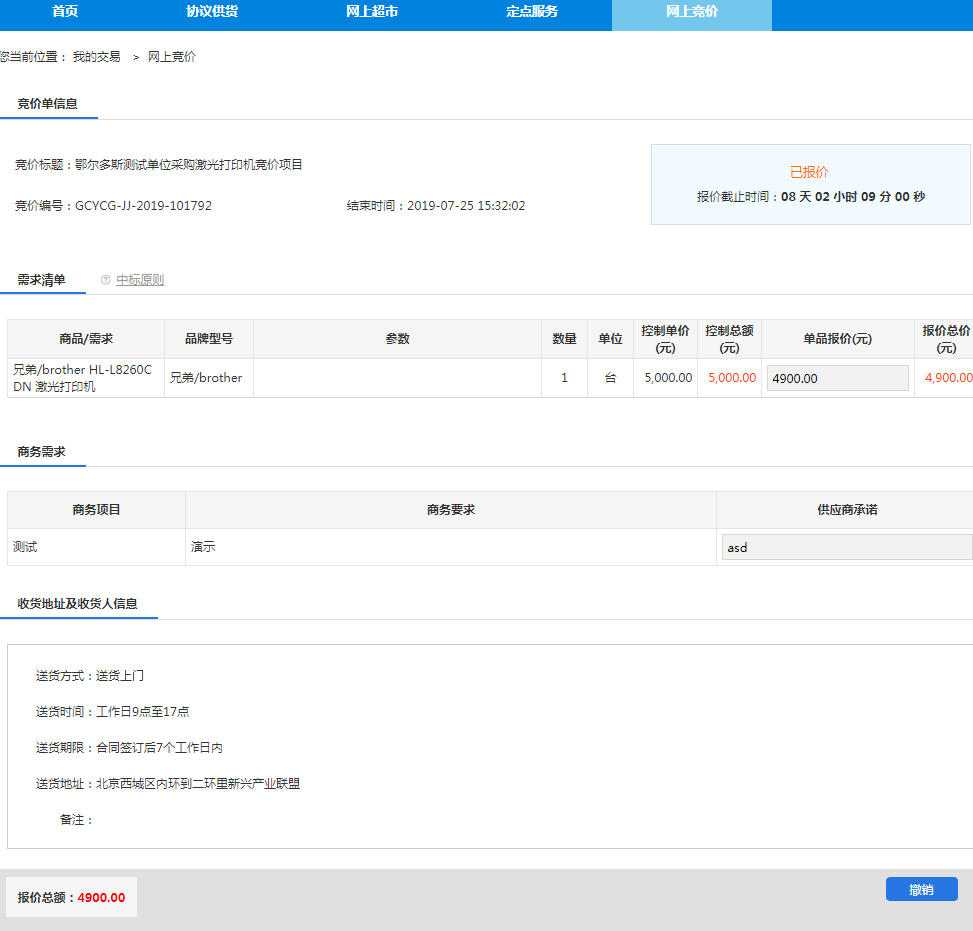 首页 协议供货 网上超市 定点服务 网上竞价
您当前位置： 我的交易 > 网上竞价
竞价单信息
竞价标题：鄂尔多斯测试单位采购激光打印机竞价项目
已报价
报价截止时间：08 天 02 小时 09 分 00 秒
竞价编号：GCYCG-JJ-2019-101792 结束时间：2019-07-25 15:32:02
需求清单 ? 中标原则
商品/需求 品牌型号 参数 数量 单位 控制单价(元) 控制总额(元) 单品报价(元) 报价总价(元)
兄弟/brother HL-L8260C
DN 激光打印机 兄弟/brother 1 台 5,000.00 5,000.00 4900.00 4,900.00
商务需求
商务项目 商务要求 供应商承诺
测试 演示 asd
收货地址及收货人信息
送货方式：送货上门
送货时间：工作日9点至17点
送货期限：合同签订后7个工作日内
送货地址：北京西城区内环到二环里新兴产业联盟
备注：
报价总额：4900.00 撤销